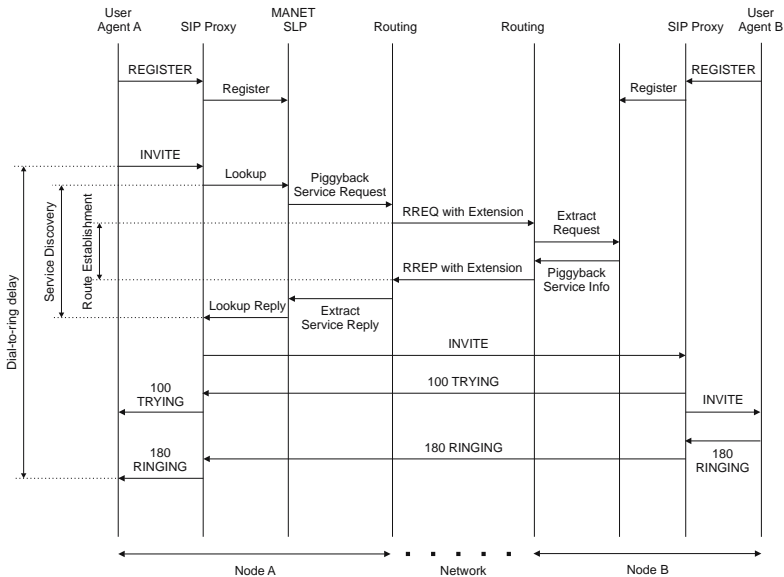 User
Agent A
SIP Proxy
MANET
SLP
Routing
Routing
SIP Proxy
User
Agent B
REGISTER
REGISTER
Register
Register
INVITE
Lookup
Piggyback
Service Request
RREQ with Extension
Extract
Request
RREP with Extension
Piggyback
Service Info
Lookup Reply
Extract
Service Reply
Dial-to-ring delay
Service Discovery
Route Establishment
INVITE
100
TRYING
100 TRYING
INVITE
180
RINGING
180 RINGING
180
RINGING
Node A
Network
Node B